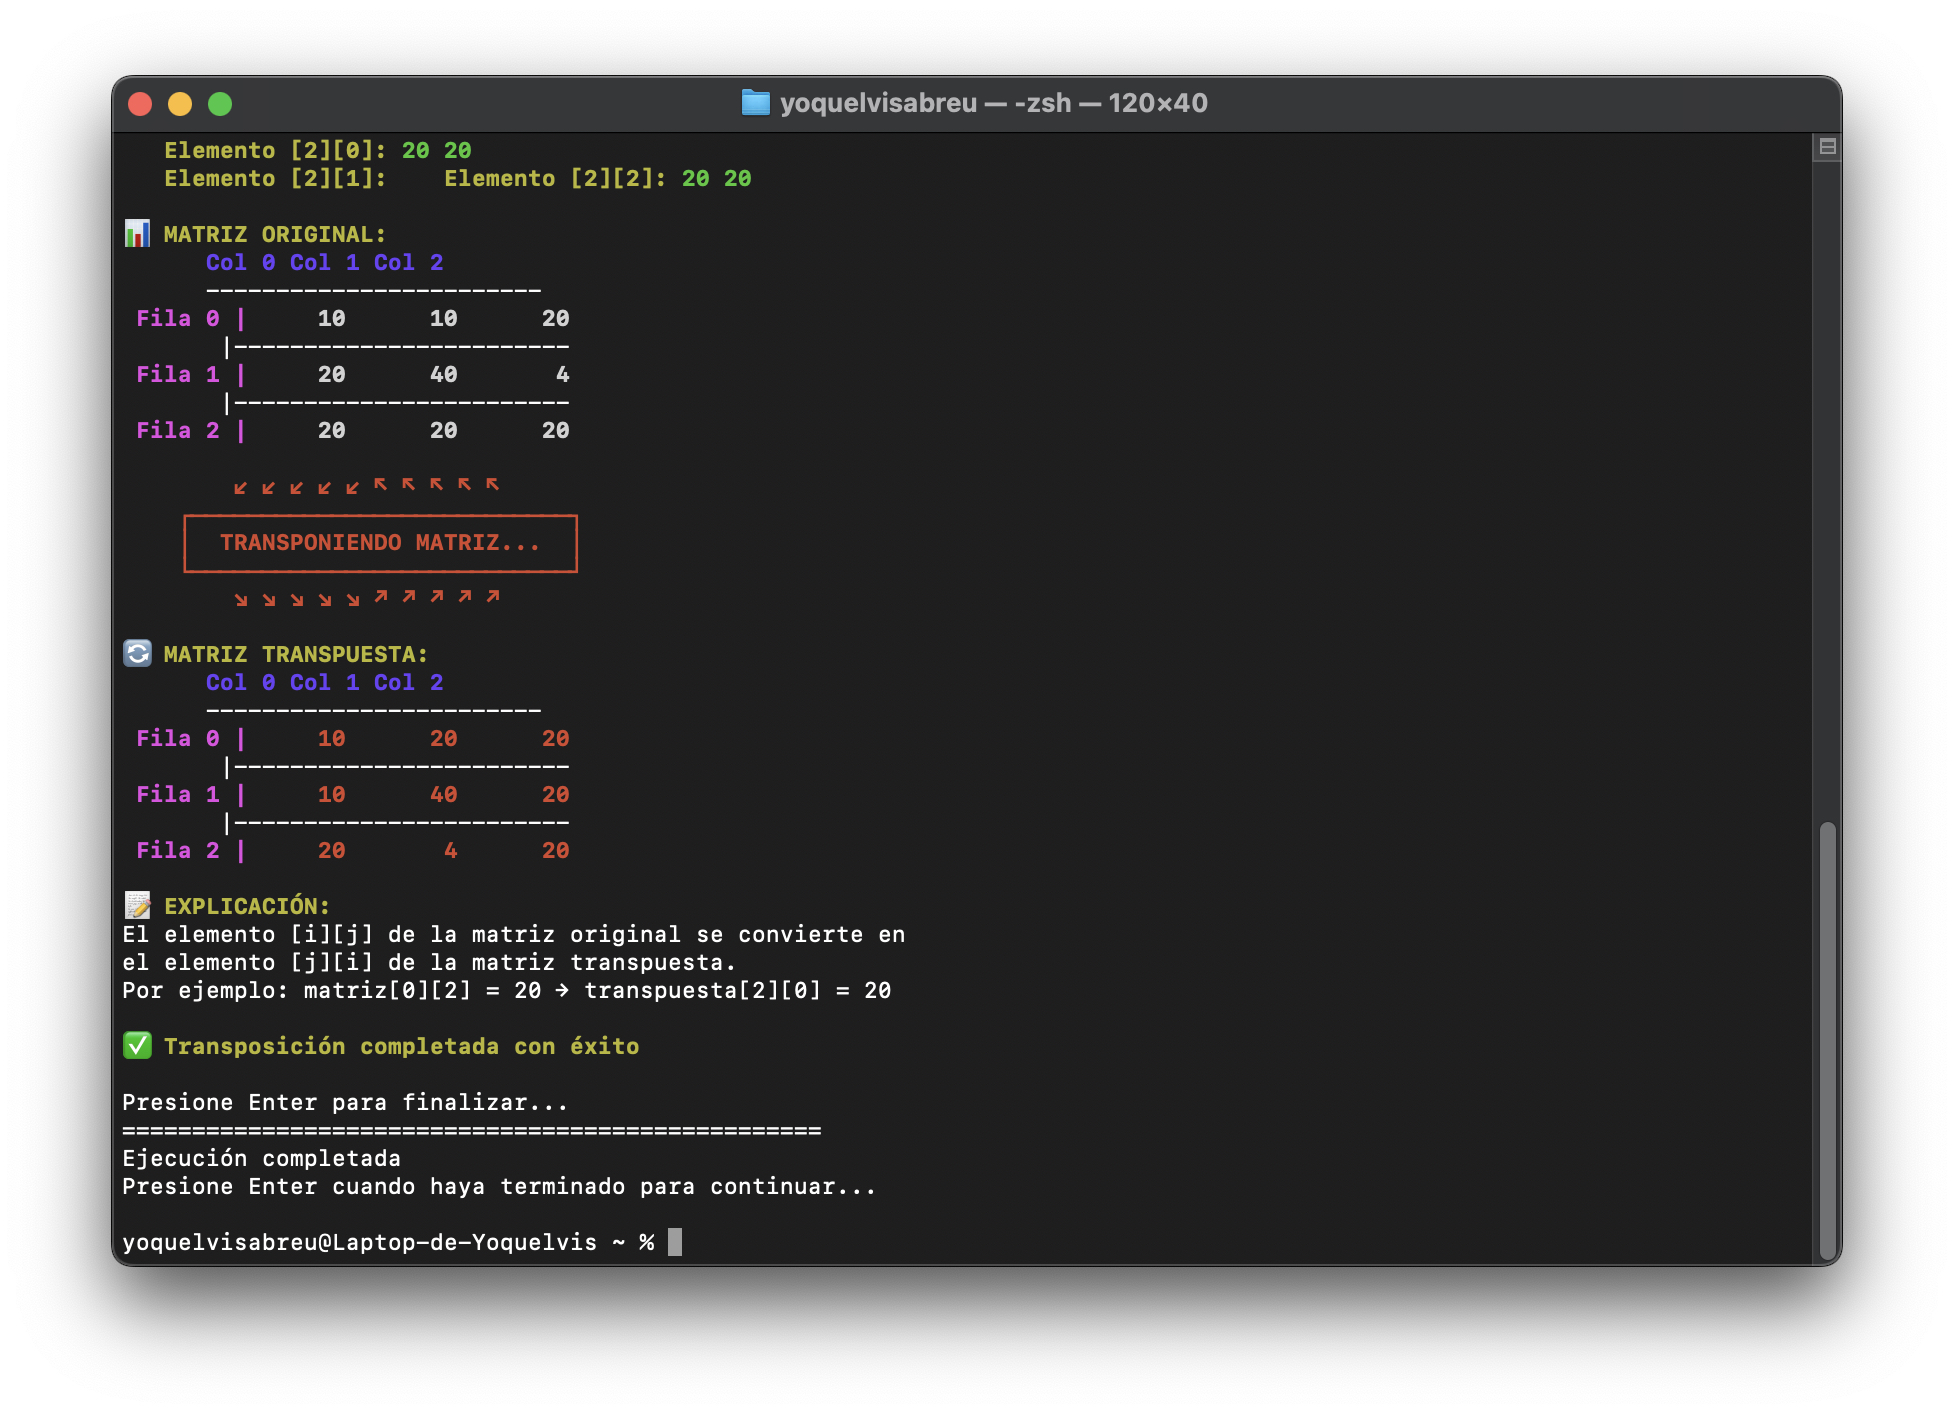 yoquelvisabreu — -zsh — 120×40
Elemento [2][0]: 20 20
Elemento [2][1]:    Elemento [2][2]: 20 20
📊 MATRIZ ORIGINAL:
Col 0 Col 1 Col 2
------------------------
Fila 0 |     10      10      20
|------------------------
Fila 1 |     20      40       4
|------------------------
Fila 2 |     20      20      20
↙ ↙ ↙ ↙ ↙ ↖ ↖ ↖ ↖ ↖
TRANSPONIENDO MATRIZ...
↘ ↘ ↘ ↘ ↘ ↗ ↗ ↗ ↗ ↗
🔄 MATRIZ TRANSPUESTA:
Col 0 Col 1 Col 2
------------------------
Fila 0 |     10      20      20
|------------------------
Fila 1 |     10      40      20
|------------------------
Fila 2 |     20       4      20
📝 EXPLICACIÓN:
El elemento [i][j] de la matriz original se convierte en
el elemento [j][i] de la matriz transpuesta.
Por ejemplo: matriz[0][2] = 20 → transpuesta[2][0] = 20
✅ Transposición completada con éxito
Presione Enter para finalizar...
==================================================
Ejecución completada
Presione Enter cuando haya terminado para continuar...
yoquelvisabreu@Laptop-de-Yoquelvis ~ %